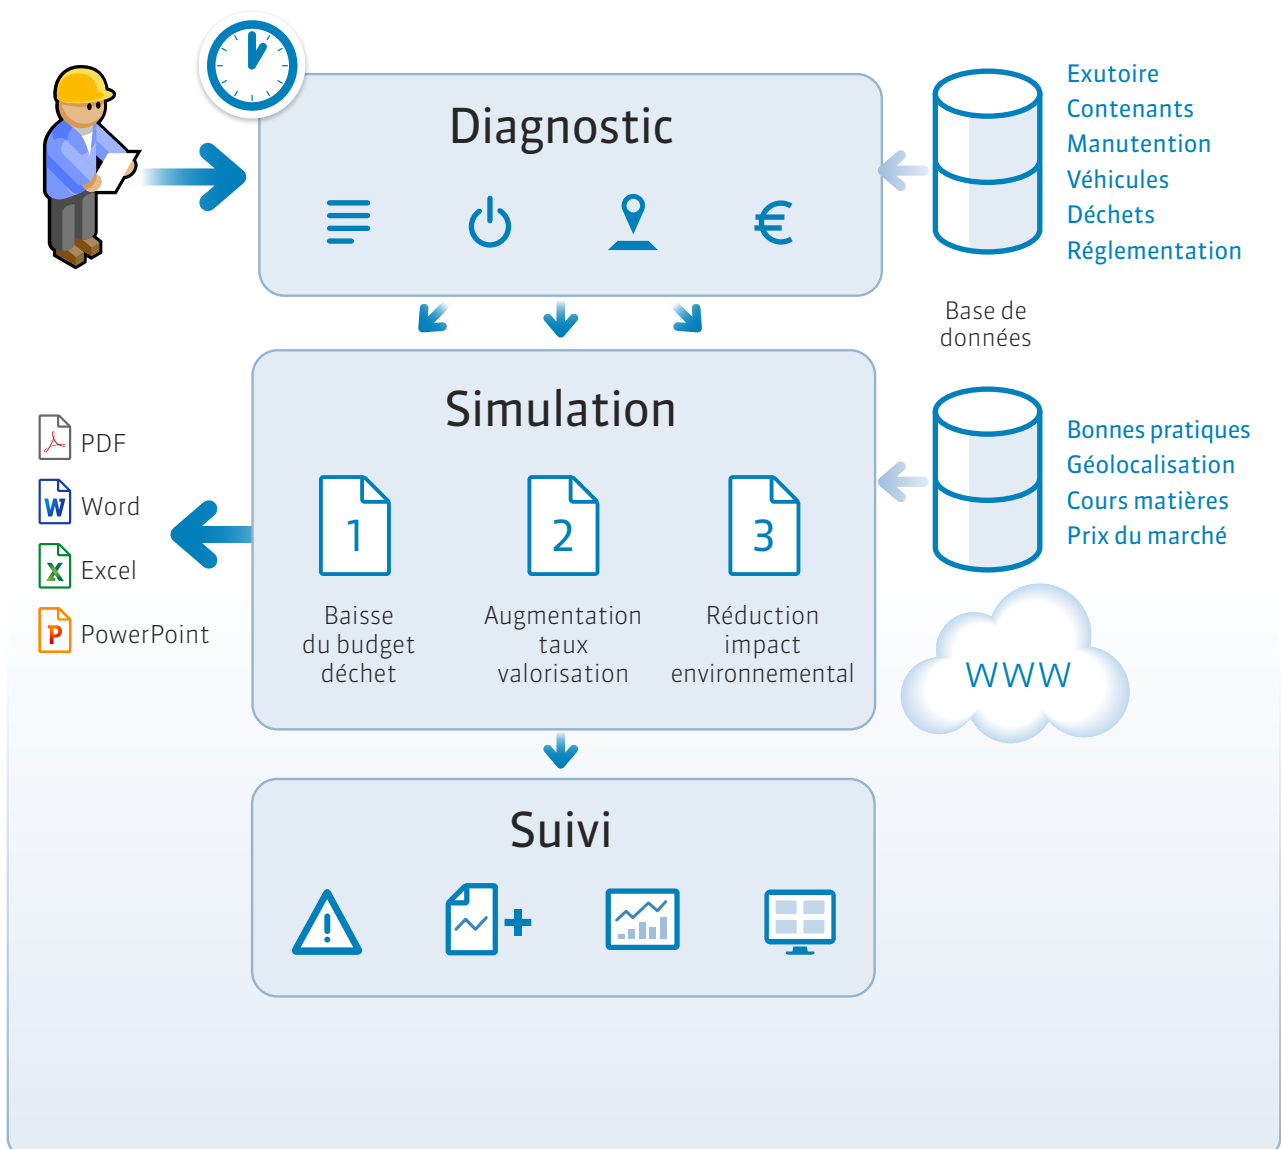 Diagnostic
€
Exutoire
Contenants
Manutention
Véhicules
Déchets
Réglementation
Base de
données
Simulation
1
2
3
Baisse
du budget
déchet
Augmentation
taux
valorisation
Réduction
impact
environnemental
PDF
W
Word
X
Excel
P
PowerPoint
Bonnes pratiques
Géolocalisation
Cours matières
Prix du marché
WWW
Suivi